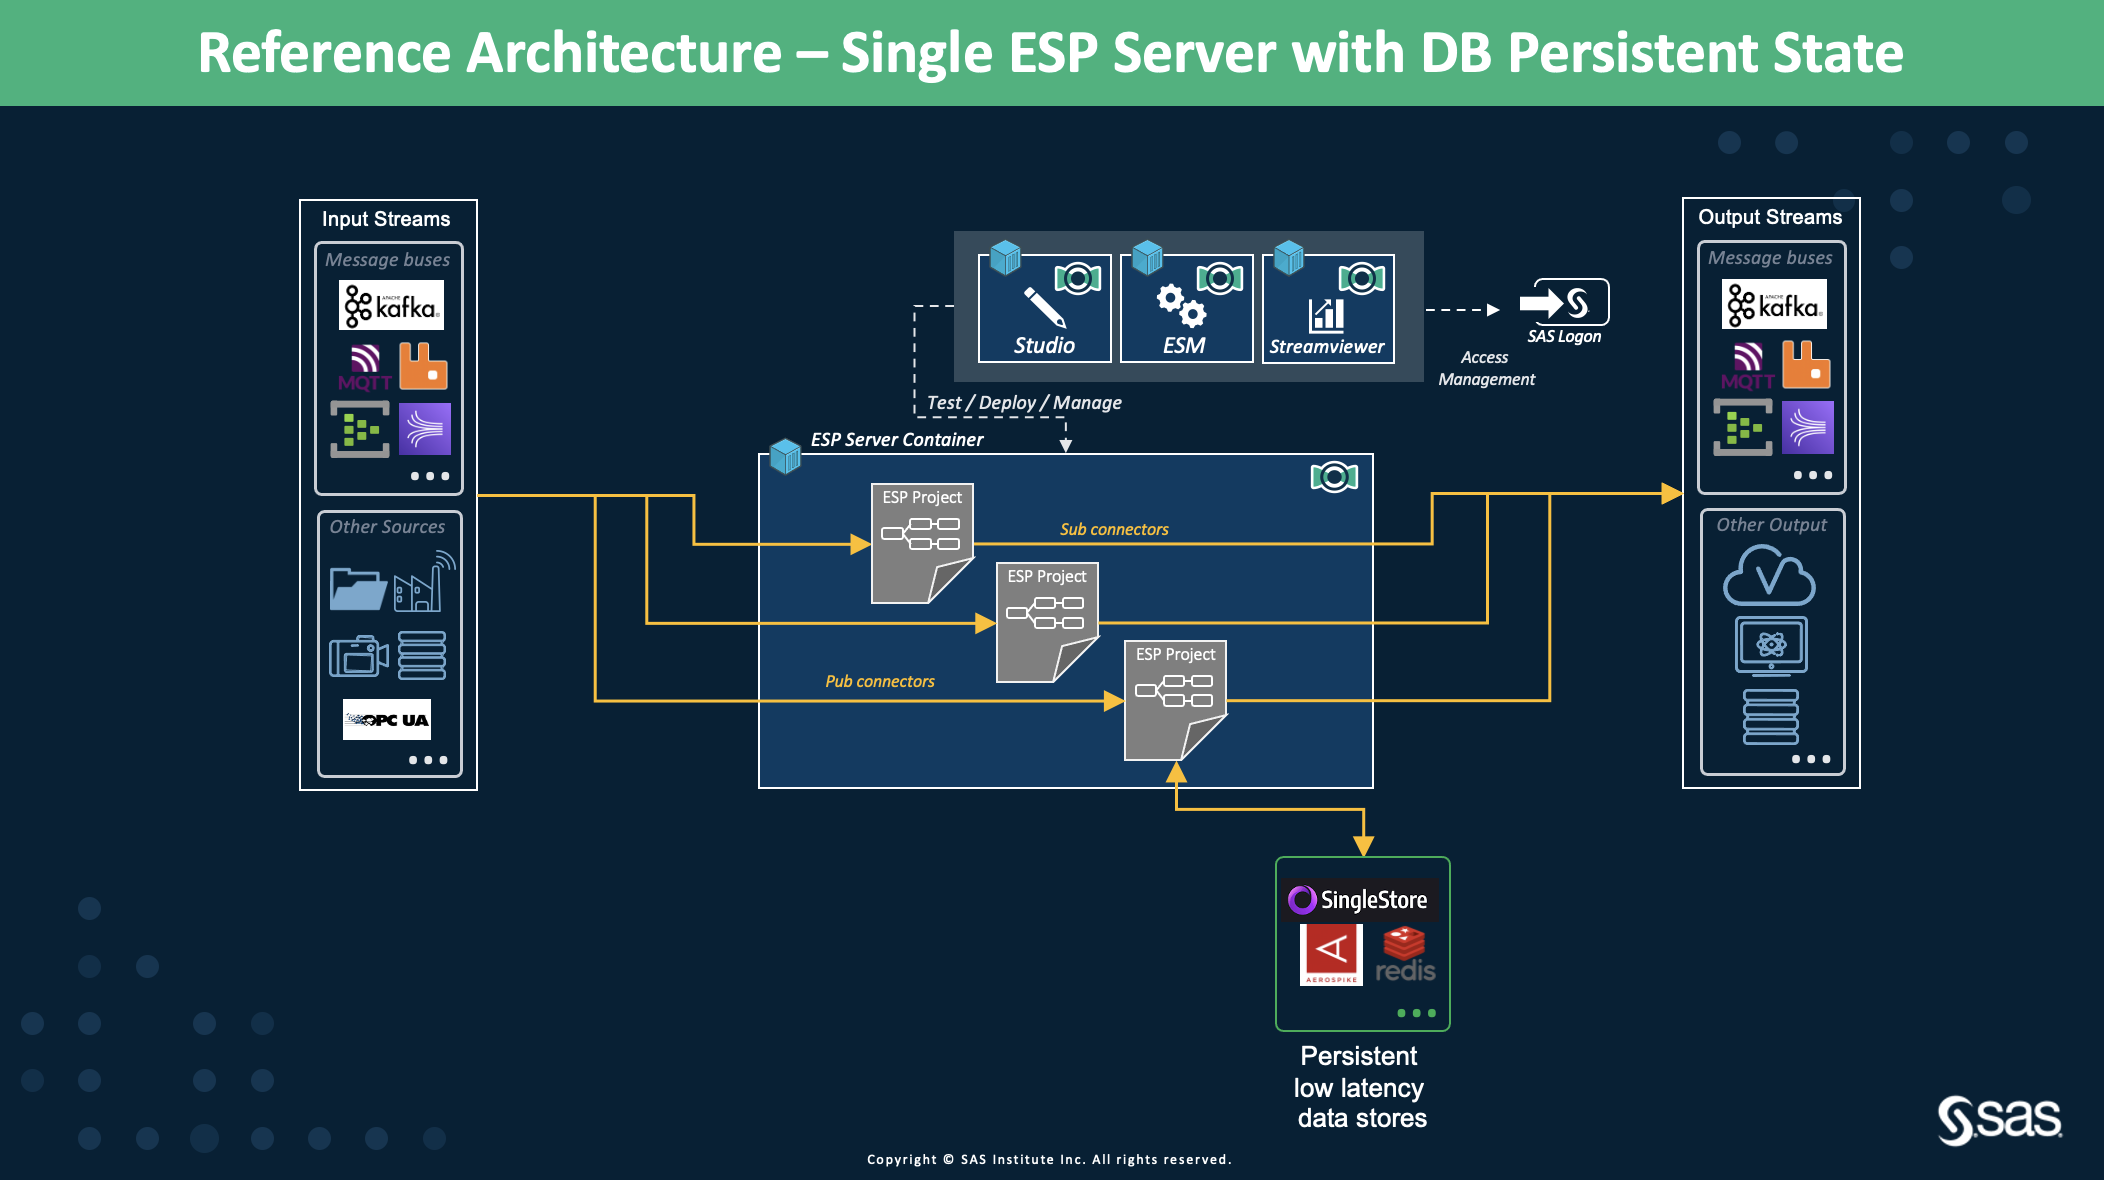 Reference Architecture – Single ESP Server with DB Persistent State
Input Streams
Message buses
APACHE
kafka
MQTT
Other Sources
OPC UA
Studio
ESM
Streamviewer
SAS Logon
Access
Management
Test / Deploy / Manage
ESP Server Container
ESP Project
Sub connectors
ESP Project
ESP Project
Pub connectors
Output Streams
Message buses
APACHE
kafka
MQTT
Other Output
SingleStore
AEROSPIKE
redis
Persistent
low latency
data stores
sas
Copyright © SAS Institute Inc. All rights reserved.